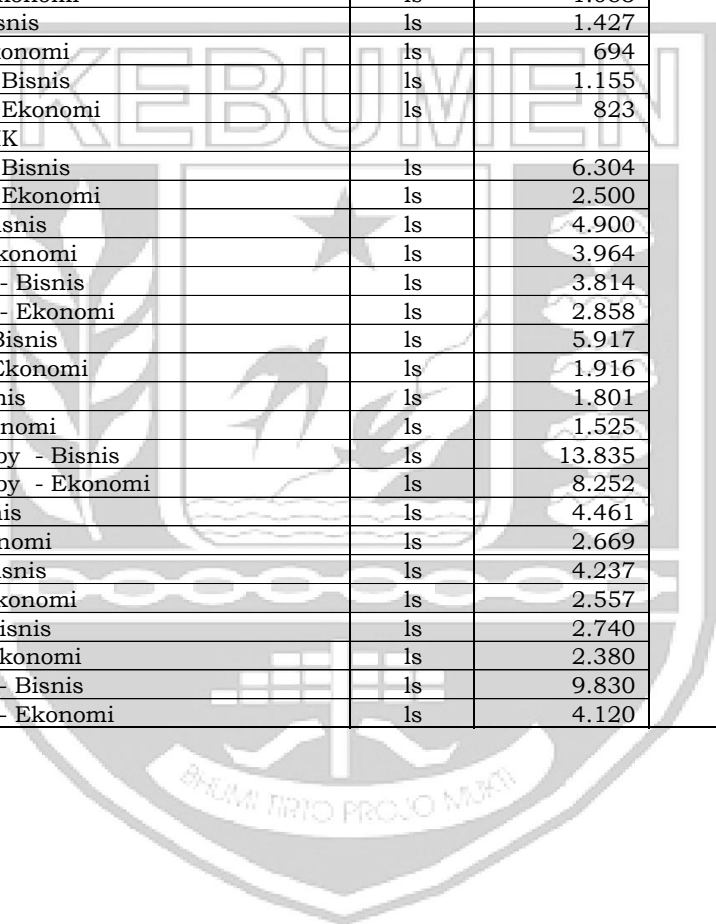 snis ls 1.427
konomi ls 694
Bisnis ls 1.155
Ekonomi ls 823
K
Bisnis ls 6.304
Ekonomi ls 2.500
isnis ls 4.900
konomi ls 3.964
- Bisnis ls 3.814
- Ekonomi ls 2.858
Bisnis ls 5.917
Ekonomi ls 1.916
nis ls 1.801
nomi ls 1.525
oy - Bisnis ls 13.835
oy - Ekonomi ls 8.252
nis ls 4.461
nomi ls 2.669
isnis ls 4.237
konomi ls 2.557
isnis ls 2.740
konomi ls 2.380
- Bisnis ls 9.830
- Ekonomi ls 4.120
KEBUMEN
BHUMI TIRTO PROJO MUKTI